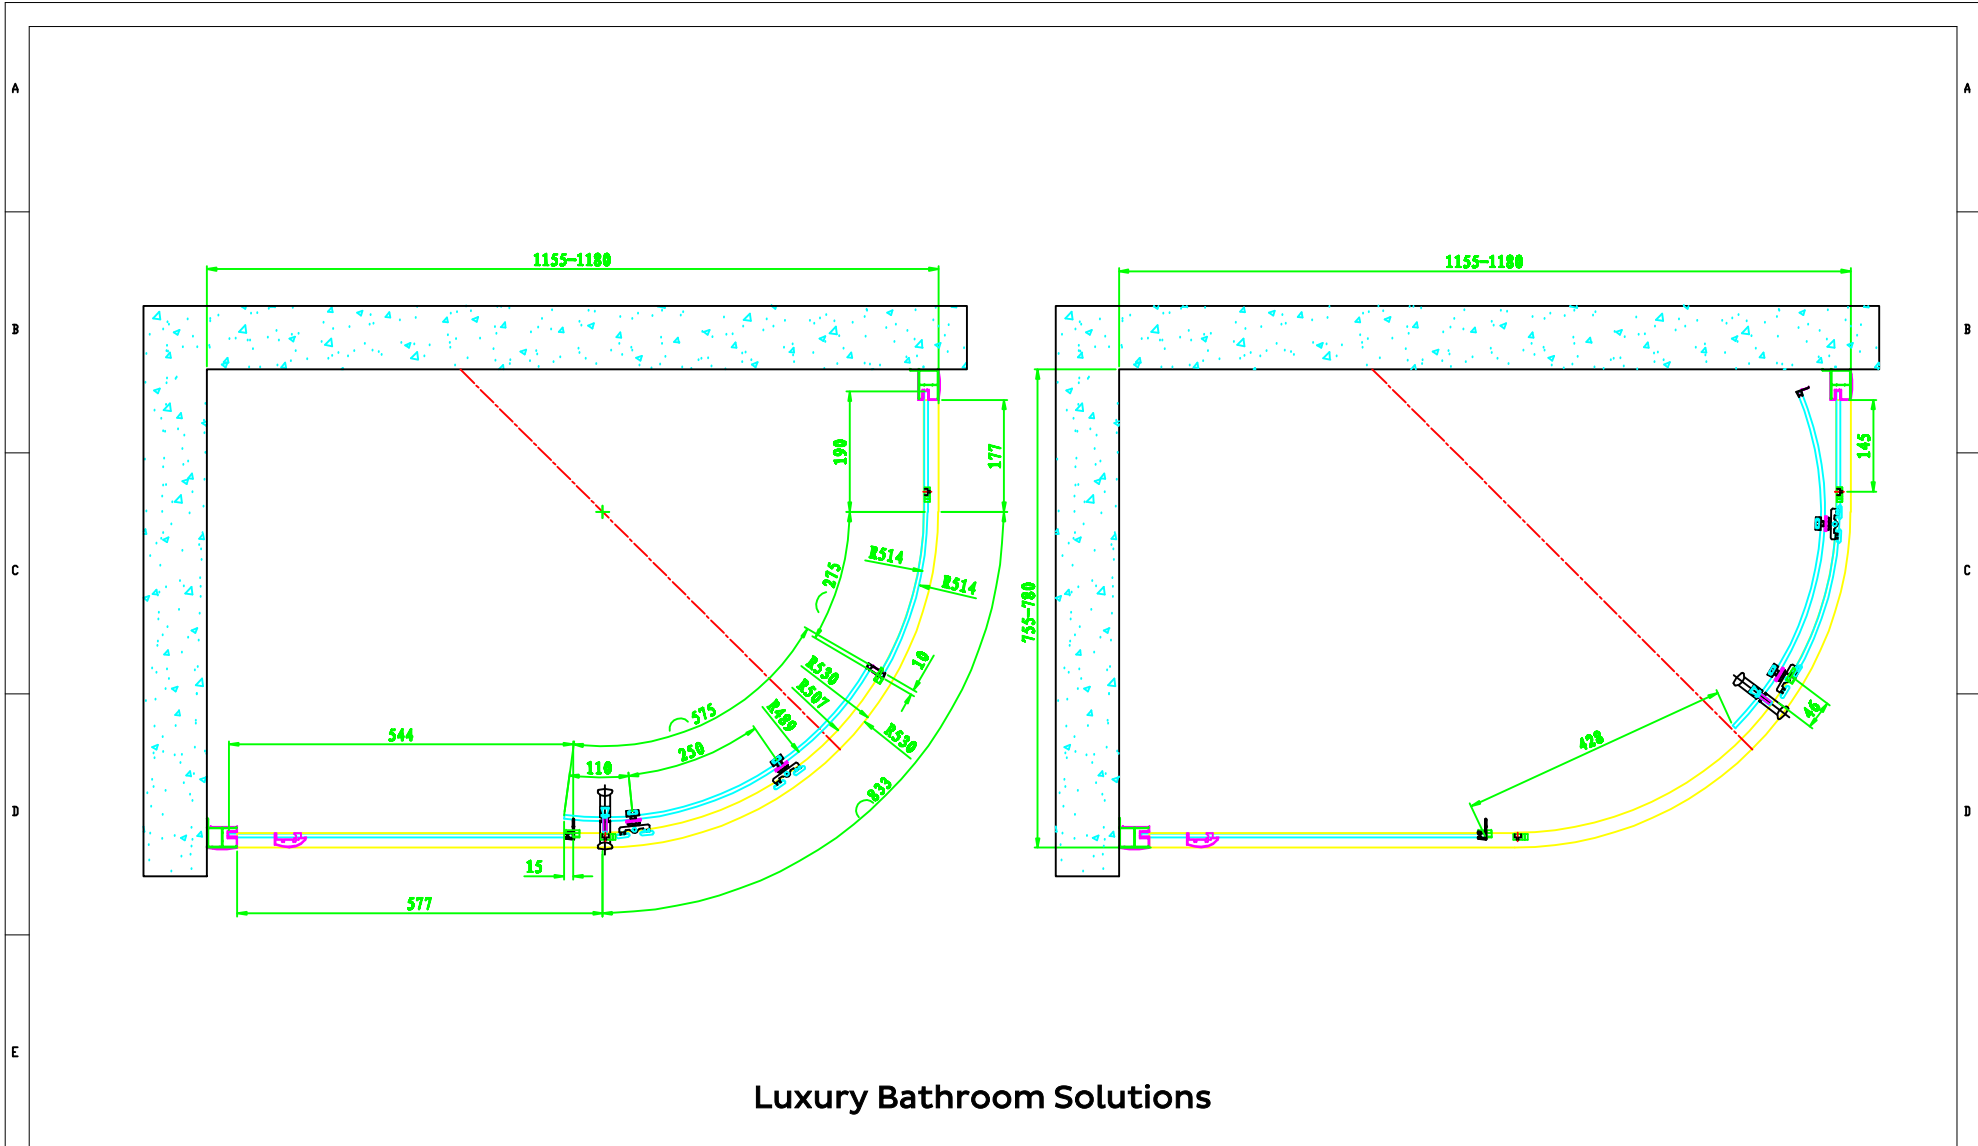 A A
1155-1180 1155-1180
B B
190
177
145
R514
C C
275
R514
755-780
10
R530
R507
575
R489
46
250
R530
428
544
110
833
D D
15
577
E
Luxury Bathroom Solutions